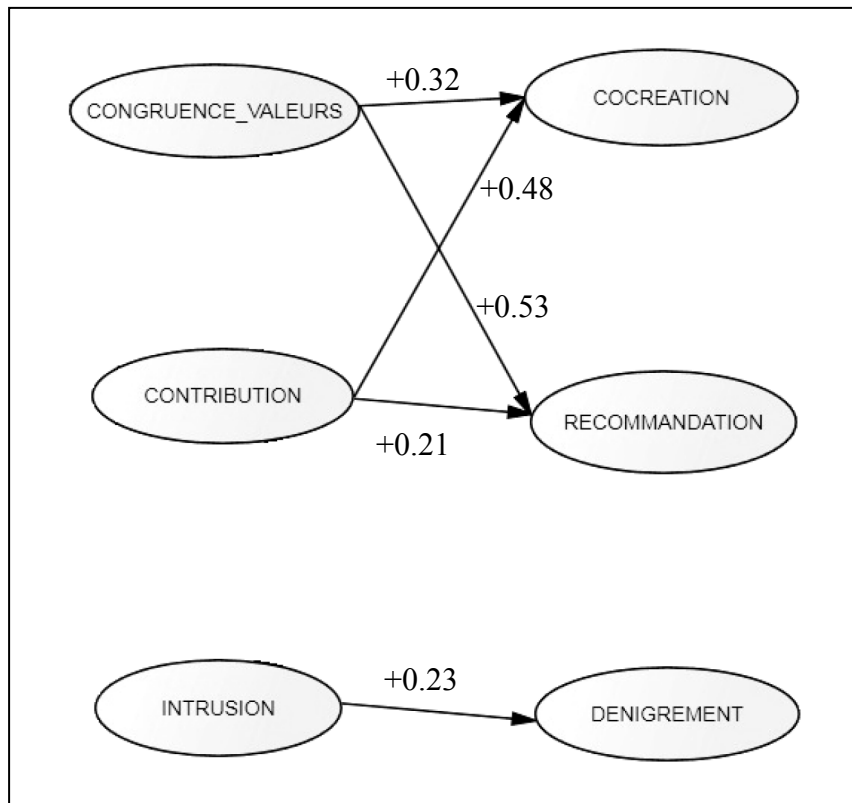 +0.32
CONGRUENCE_VALEURS
COCREATION
+0.48
+0.53
CONTRIBUTION
RECOMMANDATION
+0.21
+0.23
INTRUSION
DENIGREMENT